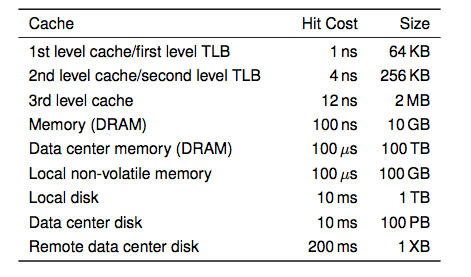 Cache Hit Cost Size
1st level cache/first level TLB 1 ns 64 KB
2nd level cache/second level TLB 4 ns 256 KB
3rd level cache 12 ns 2 MB
Memory (DRAM) 100 ns 10 GB
Data center memory (DRAM) 100 μs 100 TB
Local non-volatile memory 100 μs 100 GB
Local disk 10 ms 1 TB
Data center disk 10 ms 100 PB
Remote data center disk 200 ms 1 XB